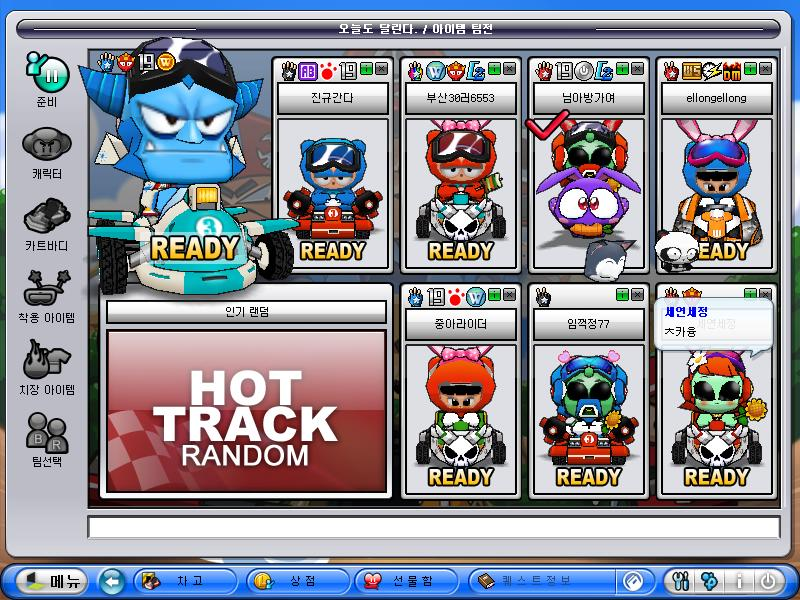 오늘도 달린다. / 아이템 팀전
준비
캐릭터
카트바디
착용 아이템
치장 아이템
B R
팀선택
19 W
3
READY
AB 19
진규간다
READY
W
부산30러6553
READY
19
님아방가여
DM
ellongellong
READY
인기 랜덤
HOT
TRACK
RANDOM
19 W
중아라이더
READY
임꺽정77
READY
세연세정
ㅊ카융
READY
메뉴
차고
상점
선물함
퀘스트정보